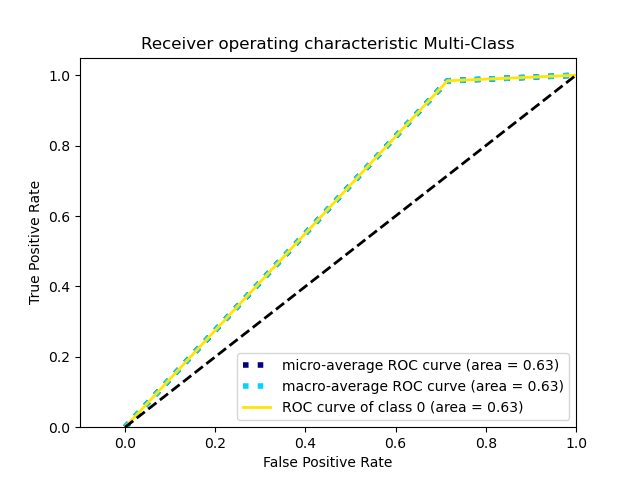 Receiver operating characteristic Multi-Class
1.0
0.8
0.6
0.4
0.2
0.0
True Positive Rate
micro-average ROC curve (area = 0.63)
macro-average ROC curve (area = 0.63)
ROC curve of class 0 (area = 0.63)
0.0 0.2 0.4 0.6 0.8 1.0
False Positive Rate